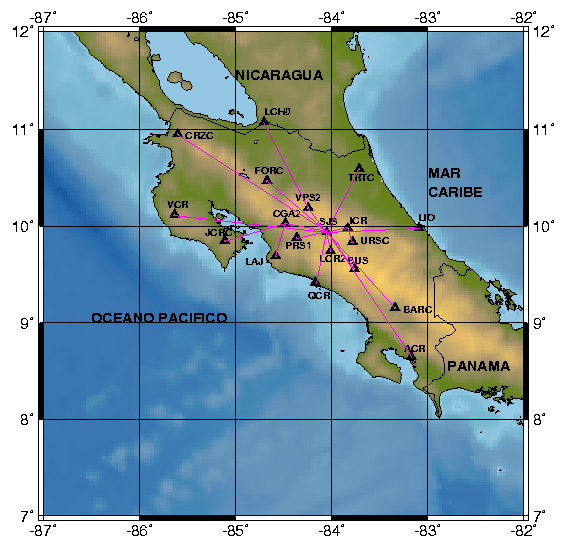 -87° -86° -85° -84° -83° -82°
12° 12°
NICARAGUA
LCH0
11° 11°
CRZC
FORC
TRTC
MAR
CARIBE
VPS2
VCR
CGA2
SJS
ICR
LIO
10° 10°
JCRC
PRS1
URSC
LAJ
LCR2
BUS
QCR
BARC
OCEANO PACIFICO
9° 9°
ACR
PANAMA
8° 8°
7° 7°
-87° -86° -85° -84° -83° -82°